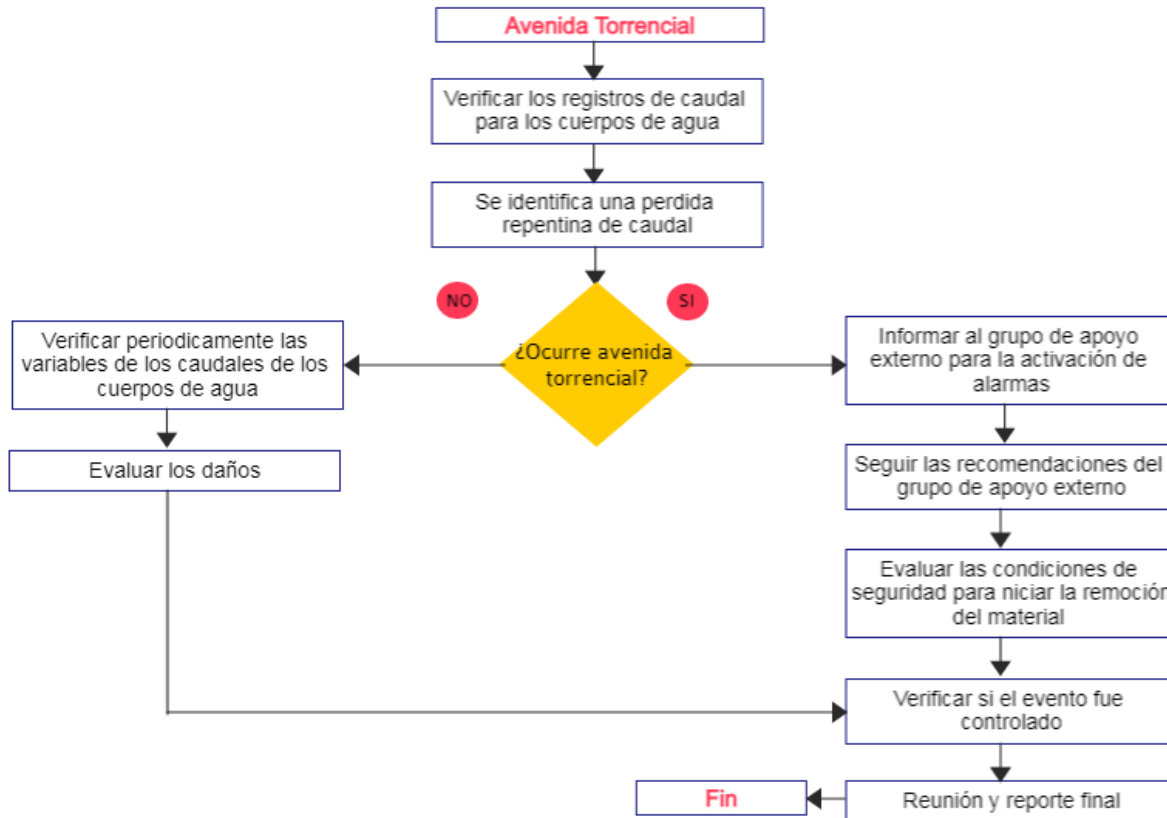 Avenida Torrencial
Verificar los registros de caudal
para los cuerpos de agua
Se identifica una perdida
repentina de caudal
NO
SI
¿Ocurre avenida
torrencial?
Verificar periodicamente las
variables de los caudales de los
cuerpos de agua
Evaluar los daños
Informar al grupo de apoyo
externo para la activación de
alarmas
Seguir las recomendaciones del
grupo de apoyo externo
Evaluar las condiciones de
seguridad para niciar la remoción
del material
Verificar si el evento fue
controlado
Reunión y reporte final
Fin